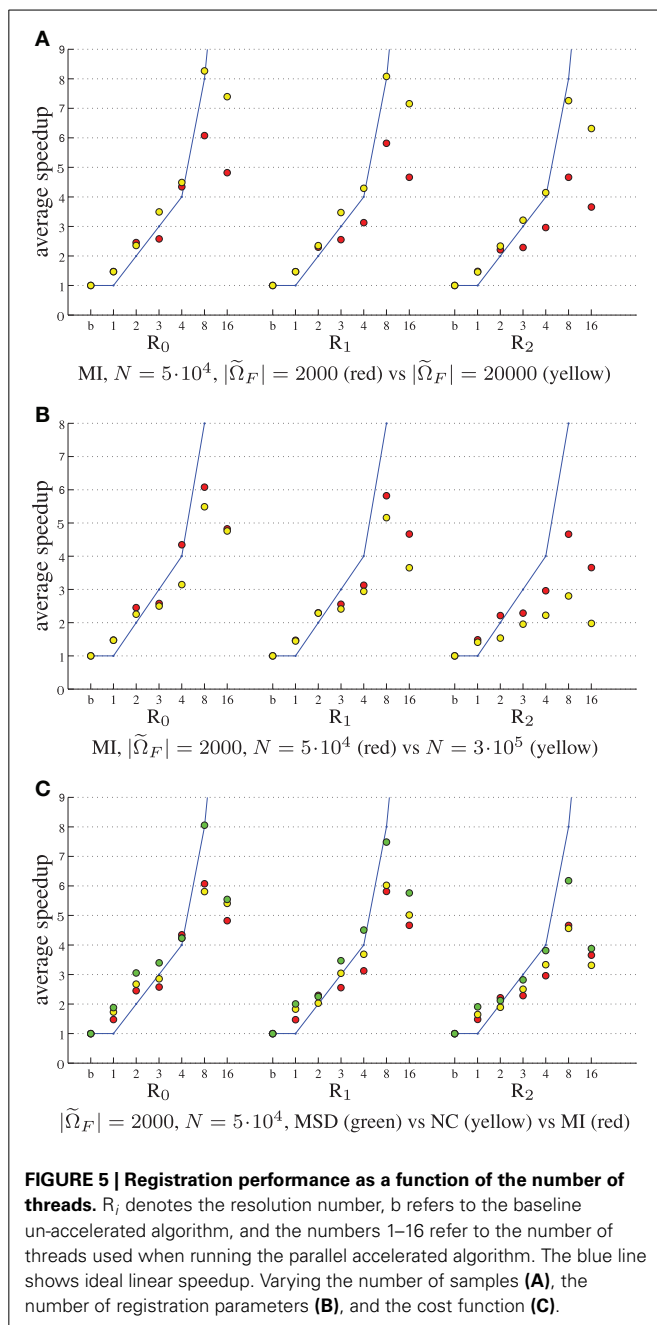 A
9
8
7
6
5
4
3
2
1
0
average speedup
b 1 2 3 4 8 16 b 1 2 3 4 8 16 b 1 2 3 4 8 16
R₀ R₁ R₂
MI, N = 5·10⁴, |Ω̃_F| = 2000 (red) vs |Ω̃_F| = 20000 (yellow)
B
8
7
6
5
4
3
2
1
0
average speedup
b 1 2 3 4 8 16 b 1 2 3 4 8 16 b 1 2 3 4 8 16
R₀ R₁ R₂
MI, |Ω̃_F| = 2000, N = 5·10⁴ (red) vs N = 3·10⁵ (yellow)
C
9
8
7
6
5
4
3
2
1
0
average speedup
b 1 2 3 4 8 16 b 1 2 3 4 8 16 b 1 2 3 4 8 16
R₀ R₁ R₂
|Ω̃_F| = 2000, N = 5·10⁴, MSD (green) vs NC (yellow) vs MI (red)
FIGURE 5 | Registration performance as a function of the number of
threads. Rᵢ denotes the resolution number, b refers to the baseline
un-accelerated algorithm, and the numbers 1–16 refer to the number of
threads used when running the parallel accelerated algorithm. The blue line
shows ideal linear speedup. Varying the number of samples (A), the
number of registration parameters (B), and the cost function (C).